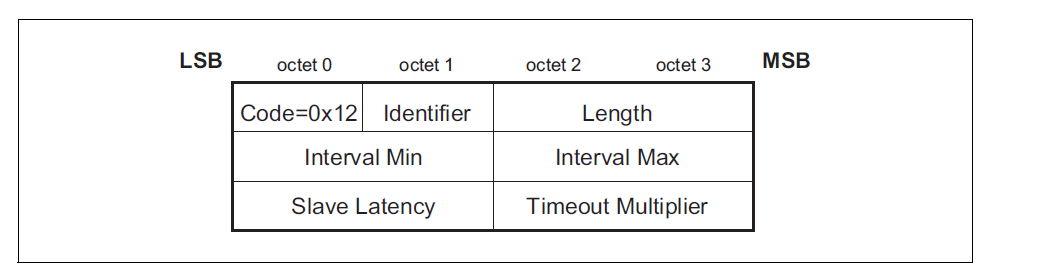 LSB octet 0 octet 1 octet 2 octet 3 MSB
Code=0x12 Identifier Length
Interval Min Interval Max
Slave Latency Timeout Multiplier